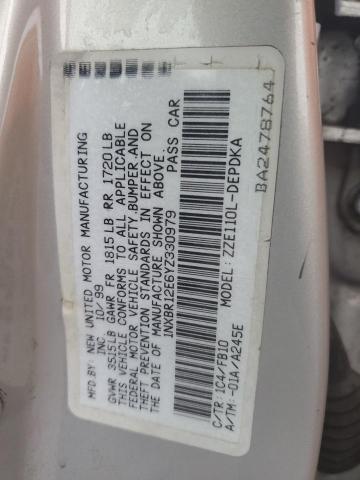 MFD.BY: NEW UNITED MOTOR MANUFACTURING
INC. 10/99
GVWR 3515LB GAWR FR 1815LB RR 1720LB
THIS VEHICLE CONFORMS TO ALL APPLICABLE
FEDERAL MOTOR VEHICLE SAFETY,BUMPER,AND
THEFT PREVENTION STANDARDS IN EFFECT ON
THE DATE OF MANUFACTURE SHOWN ABOVE.
1NXBR12E6YZ330979 PASS CAR
C/TR:1C4/FB10 ZZE110L-DEPDKA
A/TM:-01A/A245E
BA2478764